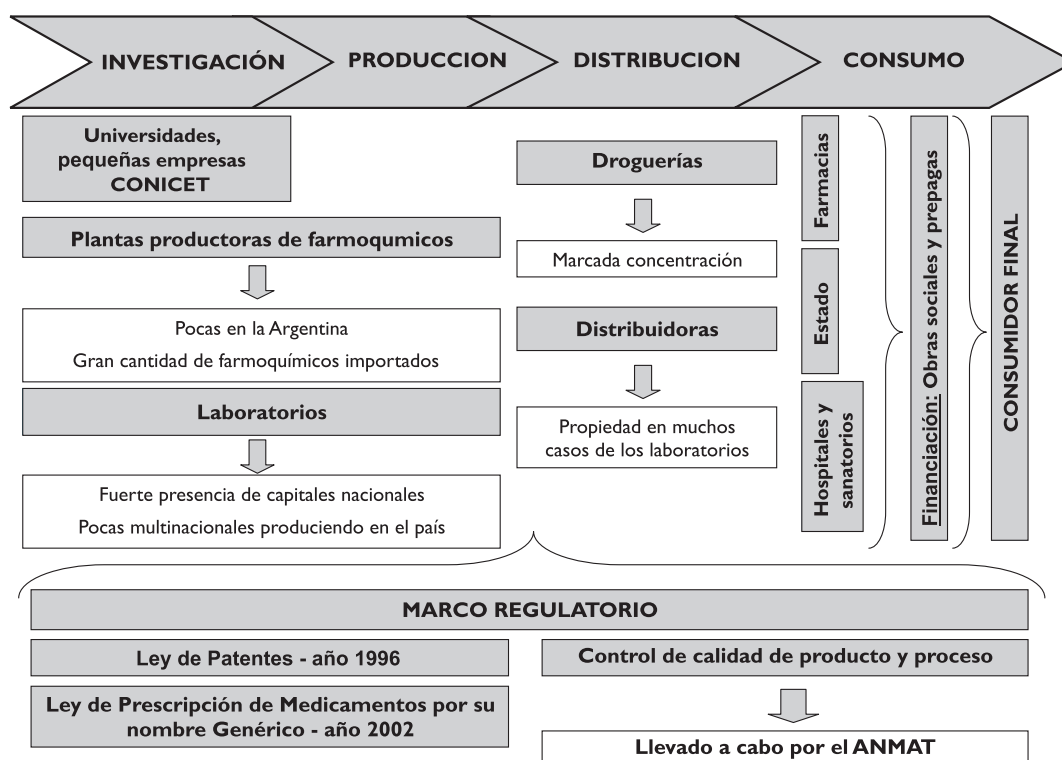 INVESTIGACIÓN
PRODUCCION
DISTRIBUCION
CONSUMO
Universidades,
pequeñas empresas
CONICET
Plantas productoras de farmoqumicos
Pocas en la Argentina
Gran cantidad de farmoquímicos importados
Laboratorios
Fuerte presencia de capitales nacionales
Pocas multinacionales produciendo en el país
Droguerías
Marcada concentración
Distribuidoras
Propiedad en muchos
casos de los laboratorios
Farmacias
Estado
Hospitales y
sanatorios
Financiación: Obras sociales y prepagas
CONSUMIDOR FINAL
MARCO REGULATORIO
Ley de Patentes - año 1996
Ley de Prescripción de Medicamentos por su
nombre Genérico - año 2002
Control de calidad de producto y proceso
Llevado a cabo por el ANMAT